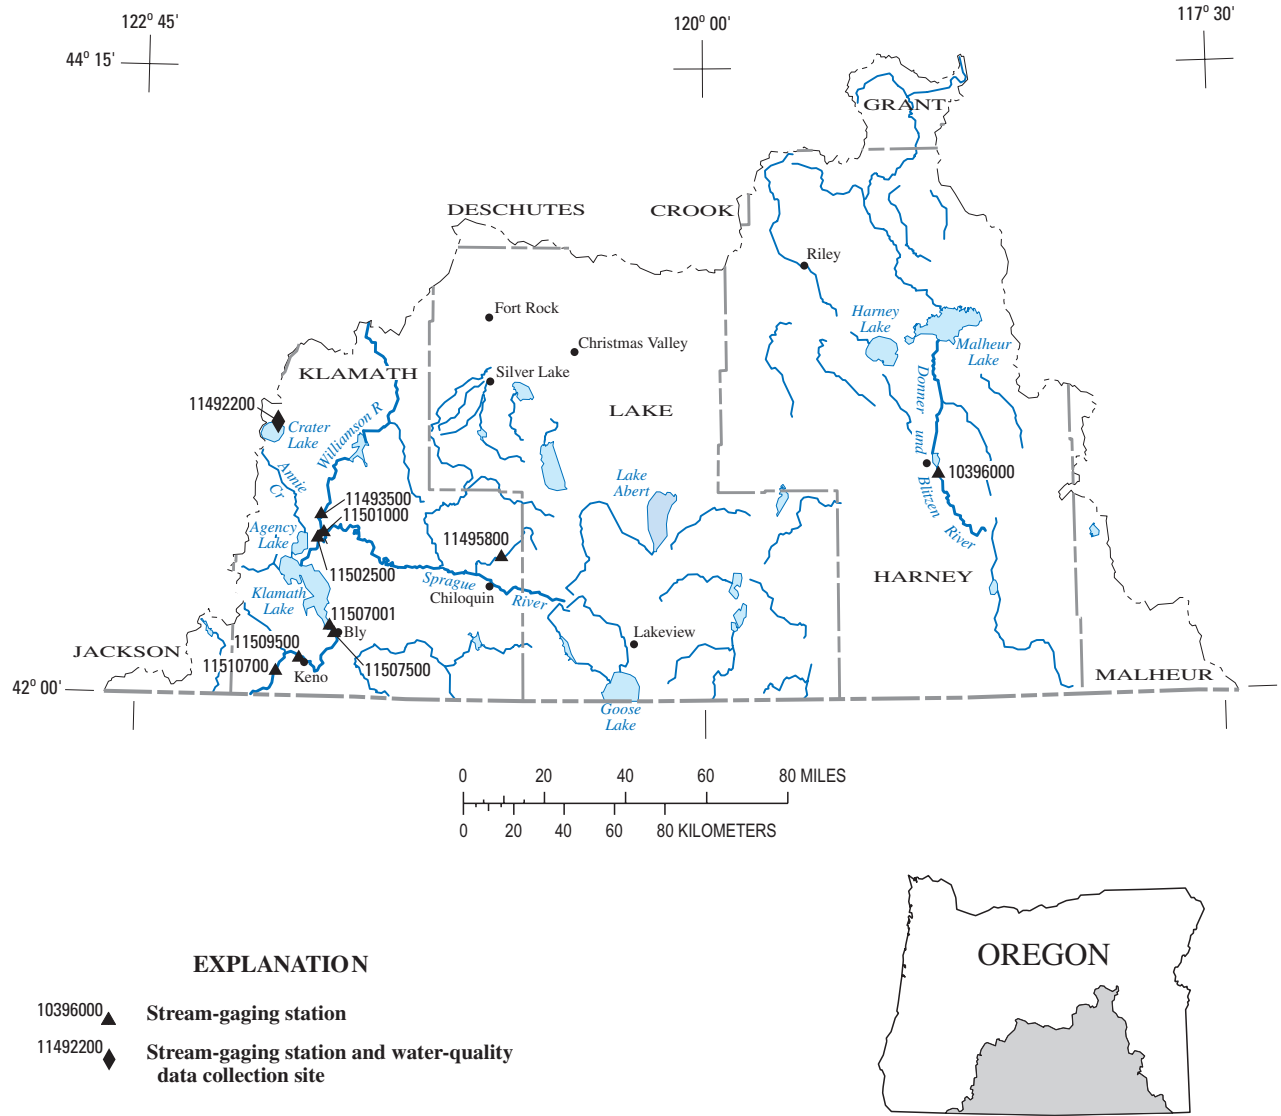 122° 45'
120° 00'
117° 30'
44° 15'
GRANT
DESCHUTES
CROOK
Riley
Fort Rock
Harney
Lake
Christmas Valley
Malheur
Lake
KLAMATH
Silver Lake
11492200
LAKE
Crater
Lake
Williamson R
Donner und Blitzen River
Annie
Cr
Lake
Abert
10396000
11493500
11501000
Agency
Lake
11495800
11502500
Sprague River
HARNEY
Klamath
Lake
Chiloquin
11507001
Bly
Lakeview
11509500
JACKSON
11510700
11507500
Keno
MALHEUR
42° 00'
Goose
Lake
0 20 40 60 80 MILES
0 20 40 60 80 KILOMETERS
OREGON
EXPLANATION
10396000 Stream-gaging station
11492200 Stream-gaging station and water-quality
data collection site